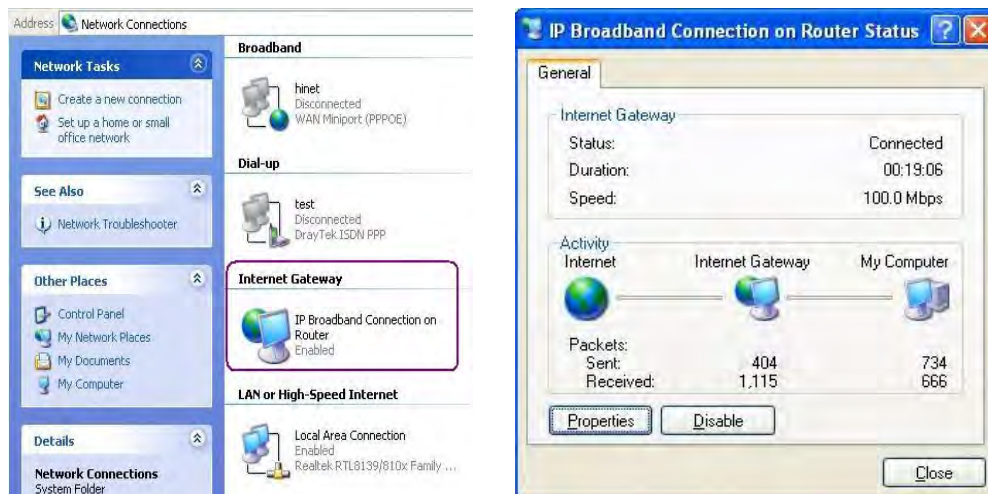 Address Network Connections
Network Tasks
Create a new connection
Set up a home or small
office network
See Also
Network Troubleshooter
Other Places
Control Panel
My Network Places
My Documents
My Computer
Details
Network Connections
System Folder
Broadband
hinet
Disconnected
WAN Miniport (PPPOE)
Dial-up
test
Disconnected
DrayTek ISDN PPP
Internet Gateway
IP Broadband Connection on
Router
Enabled
LAN or High-Speed Internet
Local Area Connection
Enabled
Realtek RTL8139/810x Family ...
IP Broadband Connection on Router Status
General
Internet Gateway
Status: Connected
Duration: 00:19:06
Speed: 100.0 Mbps
Activity
Internet Internet Gateway My Computer
Packets:
Sent: 404 734
Received: 1,115 666
Properties Disable
Close